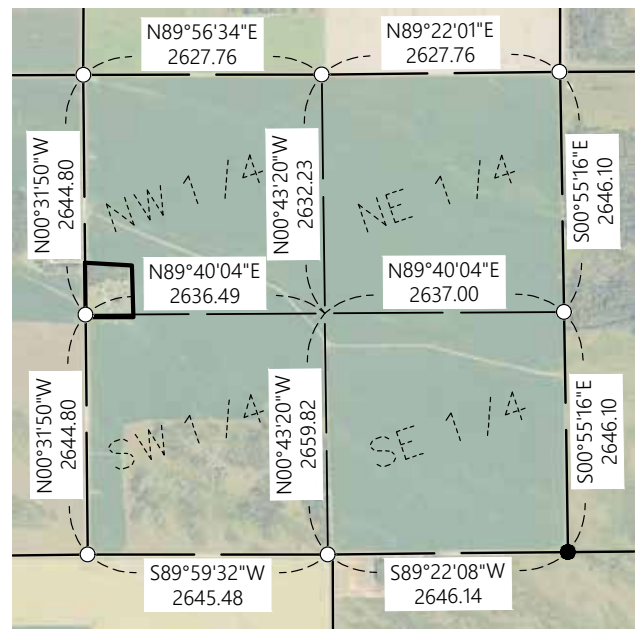 N89°56'34"E
2627.76
N89°22'01"E
2627.76
N00°31'50"W
2644.80
NW 1/4
N00°43'20"W
2632.23
NE 1/4
S00°55'16"E
2646.10
N89°40'04"E
2636.49
N89°40'04"E
2637.00
N00°31'50"W
2644.80
SW 1/4
N00°43'20"W
2659.82
SE 1/4
S00°55'16"E
2646.10
S89°59'32"W
2645.48
S89°22'08"W
2646.14